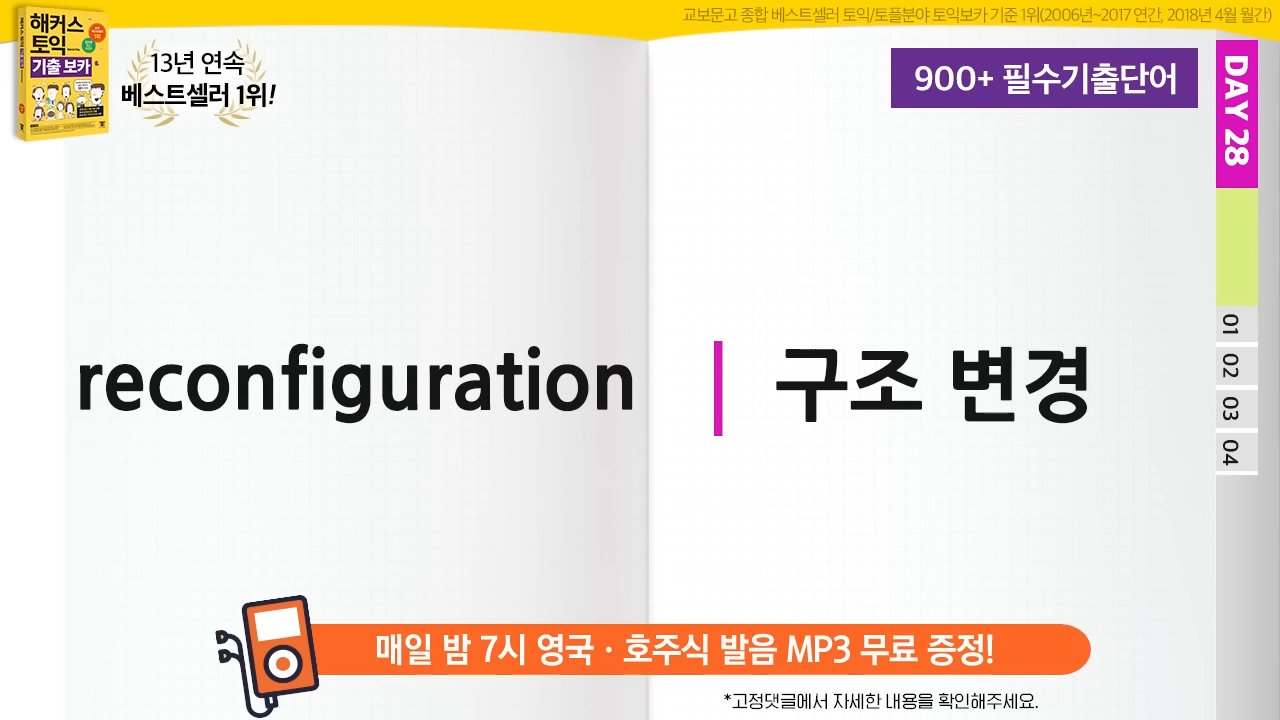 교보문고 종합 베스트셀러 토익/토플분야 토익보카 기준 1위(2006년~2017 연간, 2018년 4월 월간)
해커스
토익
기출 보카
13년 연속
베스트셀러 1위!
900+ 필수기출단어
DAY 28
01
02
03
04
reconfiguration
구조 변경
매일 밤 7시 영국·호주식 발음 MP3 무료 증정!
*고정댓글에서 자세한 내용을 확인해주세요.